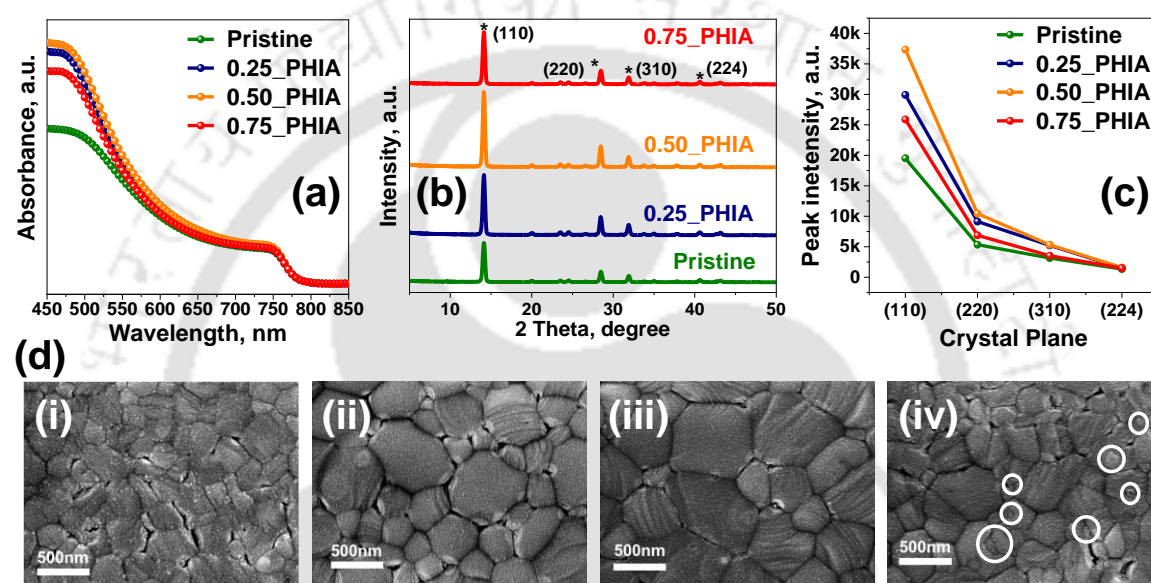 Pristine
0.25_PHIA
0.50_PHIA
0.75_PHIA
(a)
Absorbance, a.u.
450 500 550 600 650 700 750 800 850
Wavelength, nm
0.75_PHIA
* (110)
(220) *
* (310)
* (224)
0.50_PHIA
0.25_PHIA
Pristine
(b)
Intensity, a.u.
10 20 30 40 50
2 Theta, degree
40k
35k
30k
25k
20k
15k
10k
5k
0
Pristine
0.25_PHIA
0.50_PHIA
0.75_PHIA
(c)
Peak inetensity, a.u.
(110) (220) (310) (224)
Crystal Plane
(d)
(i) (ii) (iii) (iv)
500nm 500nm 500nm 500nm